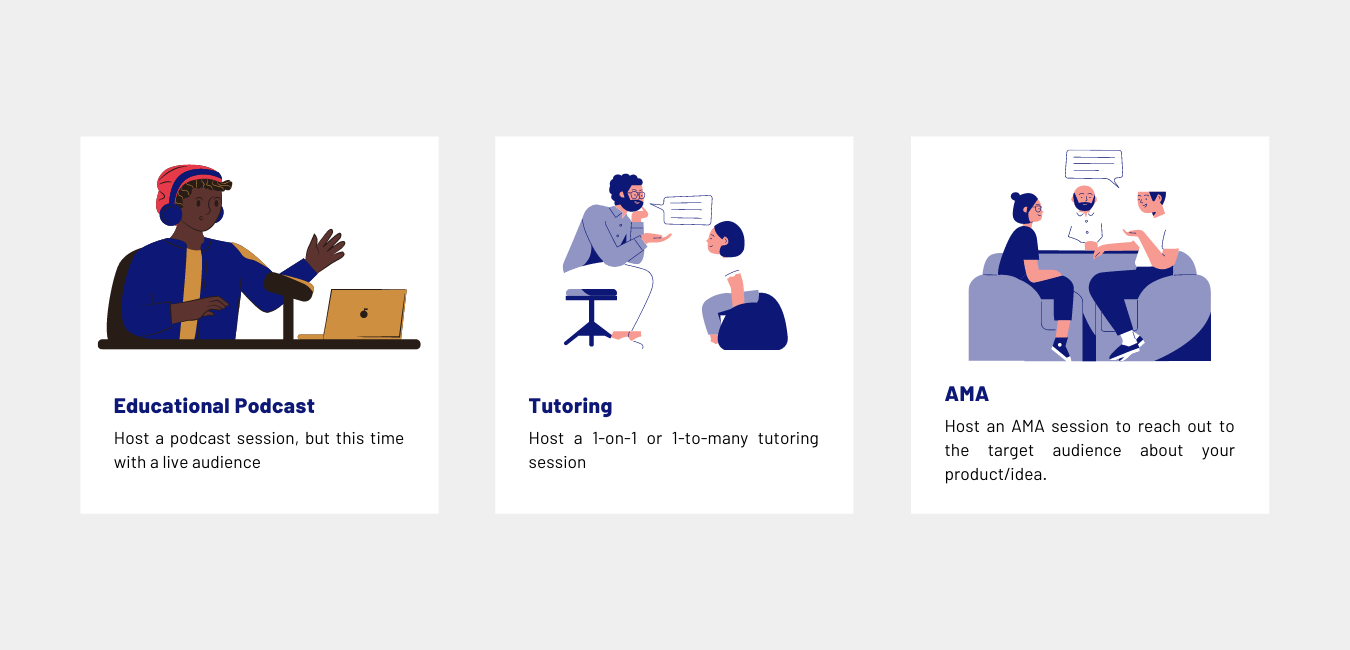 Educational Podcast
Host a podcast session, but this time
with a live audience
Tutoring
Host a 1-on-1 or 1-to-many tutoring
session
AMA
Host an AMA session to reach out to
the target audience about your
product/idea.